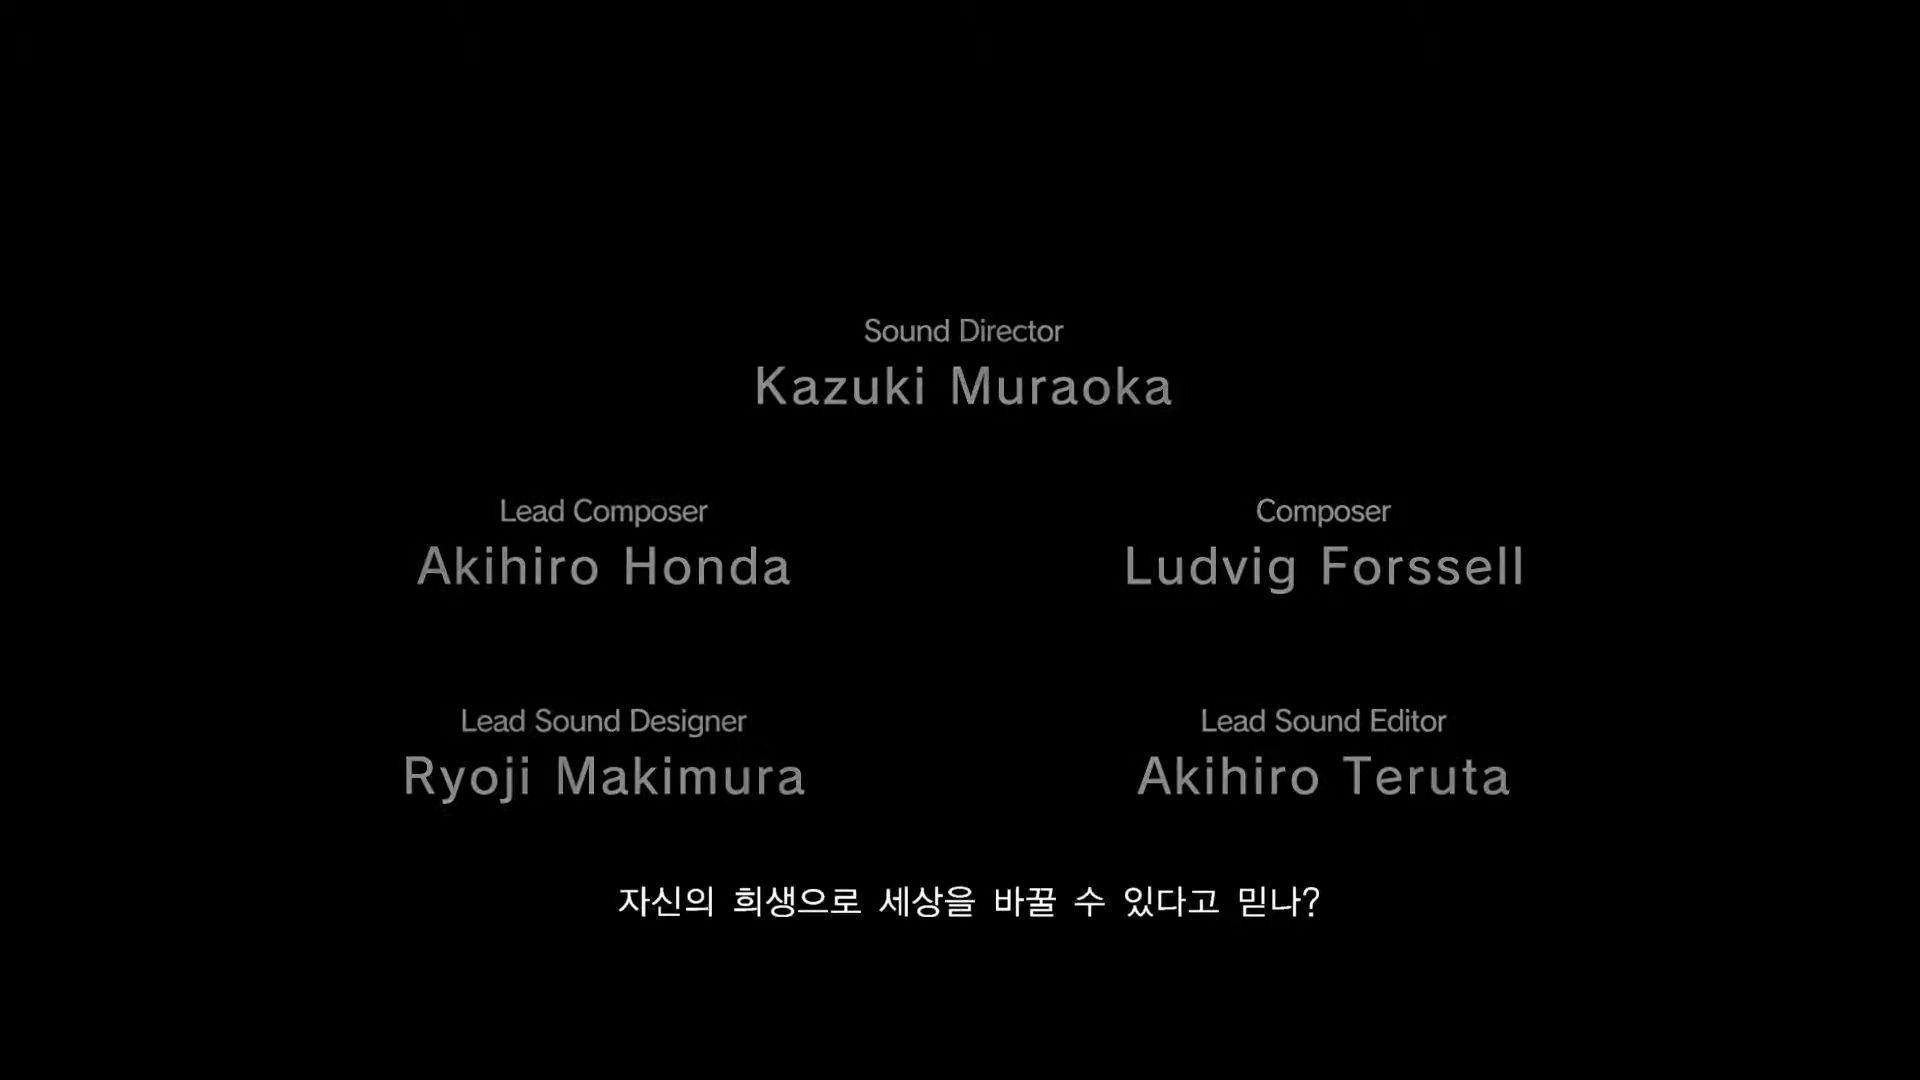 Sound Director
Kazuki Muraoka
Lead Composer
Akihiro Honda
Composer
Ludvig Forssell
Lead Sound Designer
Ryoji Makimura
Lead Sound Editor
Akihiro Teruta
자신의 희생으로 세상을 바꿀 수 있다고 믿나?